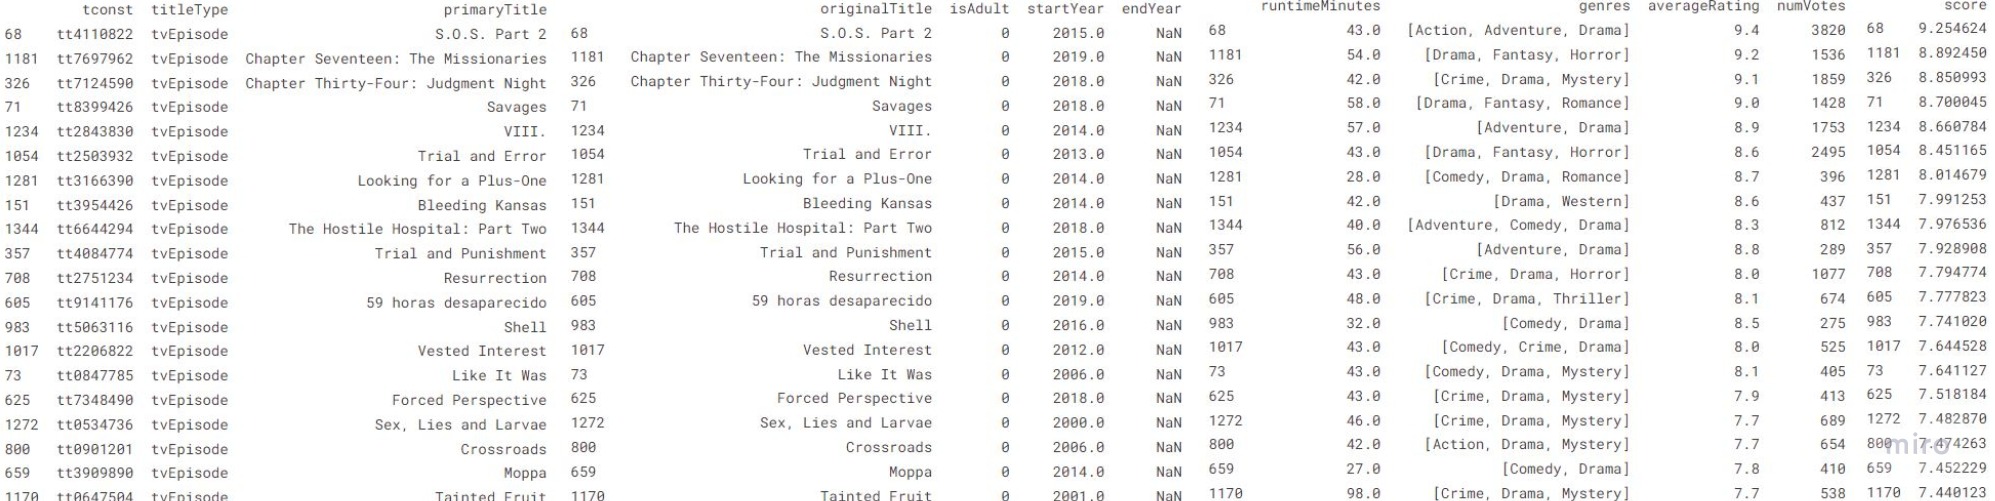 tconst titleType primaryTitle originalTitle isAdult startYear endYear runtimeMinutes genres averageRating numVotes score
68 tt4110822 tvEpisode S.O.S. Part 2 68 S.O.S. Part 2 0 2015.0 NaN 68 43.0 [Action, Adventure, Drama] 9.4 3820 68 9.254624
1181 tt7697962 tvEpisode Chapter Seventeen: The Missionaries 1181 Chapter Seventeen: The Missionaries 0 2019.0 NaN 1181 54.0 [Drama, Fantasy, Horror] 9.2 1536 1181 8.892450
326 tt7124590 tvEpisode Chapter Thirty-Four: Judgment Night 326 Chapter Thirty-Four: Judgment Night 0 2018.0 NaN 326 42.0 [Crime, Drama, Mystery] 9.1 1859 326 8.850993
71 tt8399426 tvEpisode Savages 71 Savages 0 2018.0 NaN 71 58.0 [Drama, Fantasy, Romance] 9.0 1428 71 8.700045
1234 tt2843830 tvEpisode VIII. 1234 VIII. 0 2014.0 NaN 1234 57.0 [Adventure, Drama] 8.9 1753 1234 8.660784
1054 tt2503932 tvEpisode Trial and Error 1054 Trial and Error 0 2013.0 NaN 1054 43.0 [Drama, Fantasy, Horror] 8.6 2495 1054 8.451165
1281 tt3166390 tvEpisode Looking for a Plus-One 1281 Looking for a Plus-One 0 2014.0 NaN 1281 28.0 [Comedy, Drama, Romance] 8.7 396 1281 8.014679
151 tt3954426 tvEpisode Bleeding Kansas 151 Bleeding Kansas 0 2014.0 NaN 151 42.0 [Drama, Western] 8.6 437 151 7.991253
1344 tt6644294 tvEpisode The Hostile Hospital: Part Two 1344 The Hostile Hospital: Part Two 0 2018.0 NaN 1344 40.0 [Adventure, Comedy, Drama] 8.3 812 1344 7.976536
357 tt4084774 tvEpisode Trial and Punishment 357 Trial and Punishment 0 2015.0 NaN 357 56.0 [Adventure, Drama] 8.8 289 357 7.928908
708 tt2751234 tvEpisode Resurrection 708 Resurrection 0 2014.0 NaN 708 43.0 [Crime, Drama, Horror] 8.0 1077 708 7.794774
605 tt9141176 tvEpisode 59 horas desaparecido 605 59 horas desaparecido 0 2019.0 NaN 605 48.0 [Crime, Drama, Thriller] 8.1 674 605 7.777823
983 tt5063116 tvEpisode Shell 983 Shell 0 2016.0 NaN 983 32.0 [Comedy, Drama] 8.5 275 983 7.741020
1017 tt2206822 tvEpisode Vested Interest 1017 Vested Interest 0 2012.0 NaN 1017 43.0 [Comedy, Crime, Drama] 8.0 525 1017 7.644528
73 tt0847785 tvEpisode Like It Was 73 Like It Was 0 2006.0 NaN 73 43.0 [Comedy, Drama, Mystery] 8.1 405 73 7.641127
625 tt7348490 tvEpisode Forced Perspective 625 Forced Perspective 0 2018.0 NaN 625 43.0 [Crime, Drama, Mystery] 7.9 413 625 7.518184
1272 tt0534736 tvEpisode Sex, Lies and Larvae 1272 Sex, Lies and Larvae 0 2000.0 NaN 1272 46.0 [Crime, Drama, Mystery] 7.7 689 1272 7.482870
800 tt0901201 tvEpisode Crossroads 800 Crossroads 0 2006.0 NaN 800 42.0 [Action, Drama, Mystery] 7.7 654 800 7.474263
miro
659 tt3909890 tvEpisode Moppa 659 Moppa 0 2014.0 NaN 659 27.0 [Comedy, Drama] 7.8 410 659 7.452229
1170 tt0647504 tvEpisode Tainted Fruit 1170 Tainted Fruit 0 2001.0 NaN 1170 98.0 [Crime, Drama, Mystery] 7.7 538 1170 7.440123